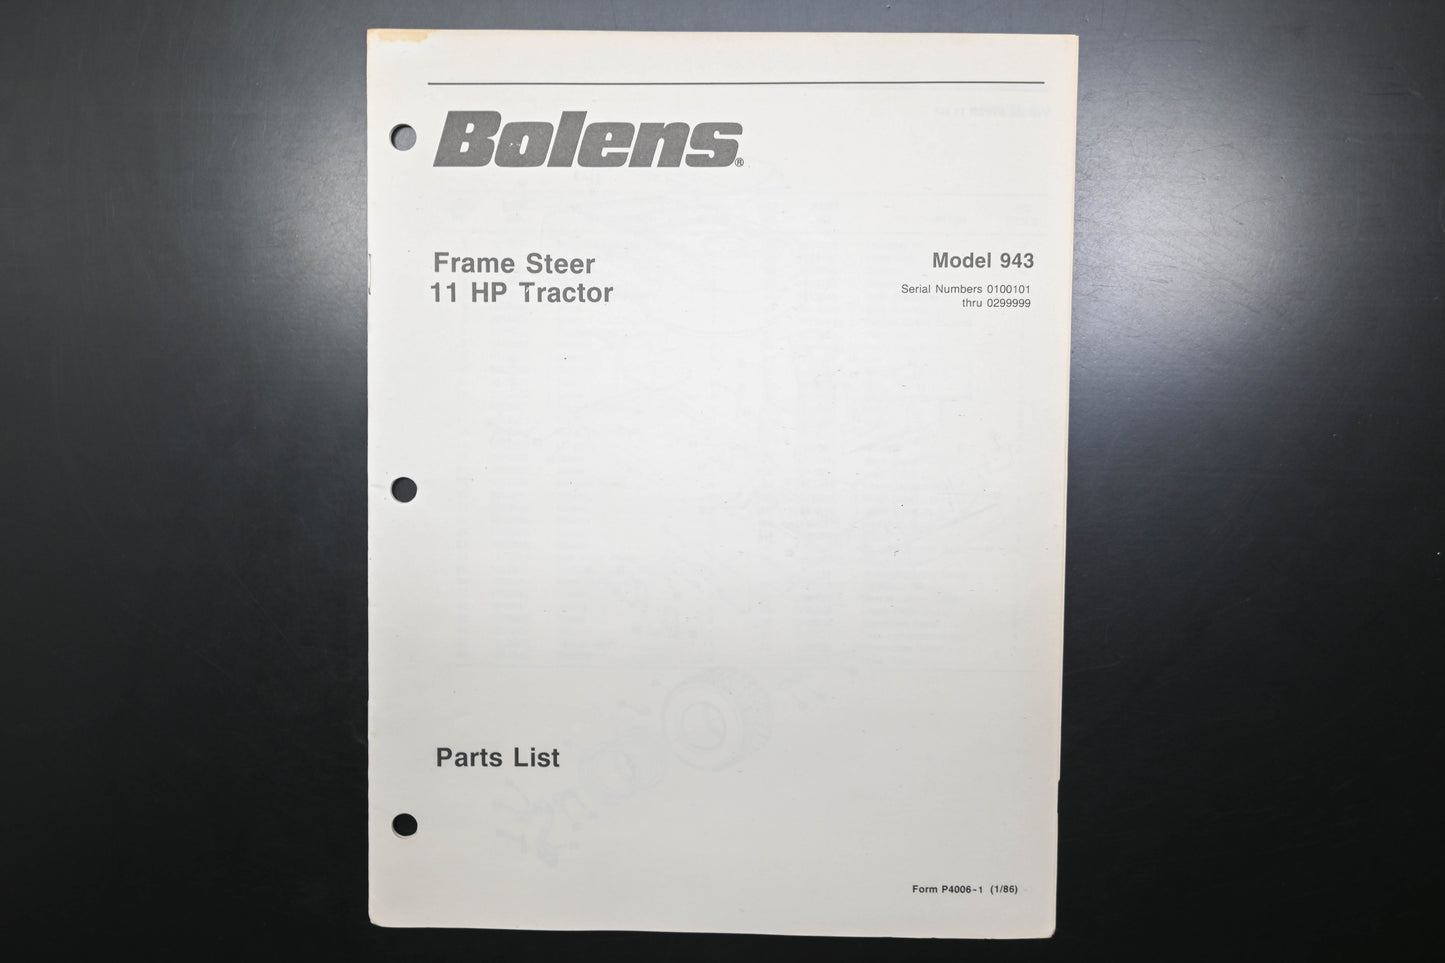 Bolens®
Frame Steer
11 HP Tractor
Model 943
Serial Numbers 0100101
thru 0299999
Parts List
Form P4006-1 (1/86)